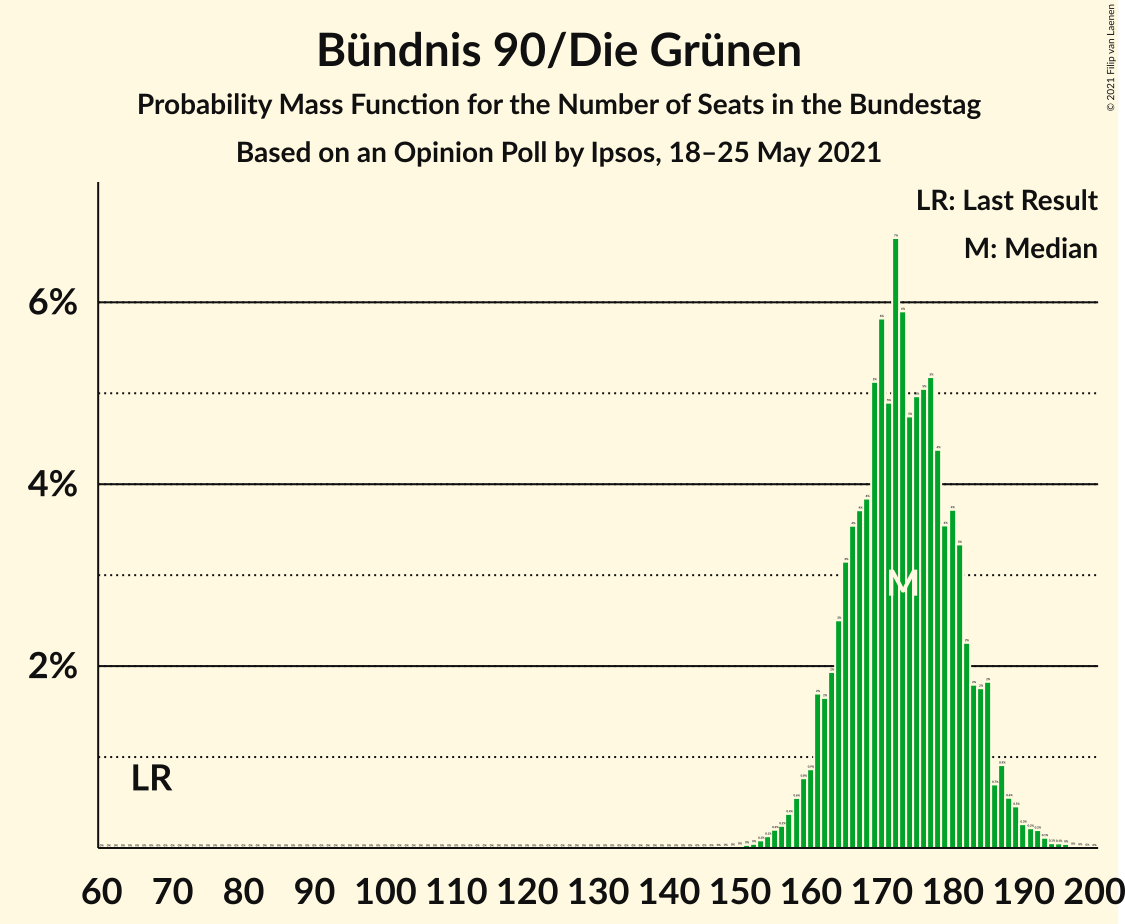 Bündnis 90/Die Grünen
Probability Mass Function for the Number of Seats in the Bundestag
Based on an Opinion Poll by Ipsos, 18–25 May 2021
© 2021 Filip van Laenen
LR: Last Result
M: Median
6%
4%
2%
LR
M
60 70 80 90 100 110 120 130 140 150 160 170 180 190 200